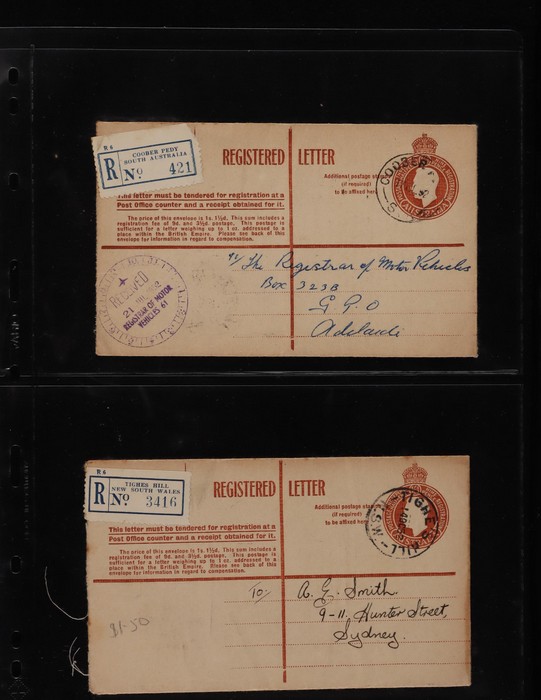 R
COOBER PEDY
SOUTH AUSTRALIA
No 421
REGISTERED LETTER
Additional postage
(if required)
to be affixed here
COOBER
This letter must be tendered for registration at a
Post Office counter and a receipt obtained for it.
The price of this envelope is 1s. 1½d. This sum includes a
registration fee of 9d. and 3½d. postage. This postage is
sufficient for a letter weighing up to 1 oz. addressed to a
place within the British Empire. Please see back of this
envelope for information in regard to compensation.
RECEIVED
21
REGISTRAR OF MOTOR
VEHICLES 61
The Registrar of Motor Vehicles
Box 323B
G.P.O
Adelaide
R 6
R
TIGHES HILL
NEW SOUTH WALES
No 3416
REGISTERED LETTER
Additional postage
(if required)
to be affixed here
TIGHES HILL
N.S.W
This letter must be tendered for registration at a
Post Office counter and a receipt obtained for it.
The price of this envelope is 1s. 1½d. This sum includes a
registration fee of 9d. and 3½d. postage. This postage is
sufficient for a letter weighing up to 1 oz. addressed to a
place within the British Empire. Please see back of this
envelope for information in regard to compensation.
To:
A. E. Smith.
9-11. Hunter Street,
Sydney.
$1-50